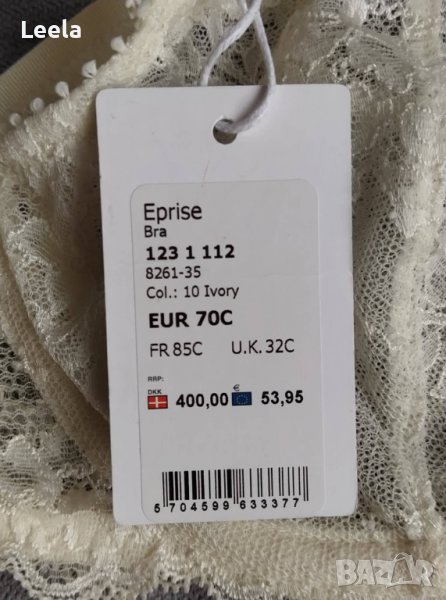 Leela
Eprise
Bra
123 1 112
8261-35
Col.: 10 Ivory
EUR 70C
FR 85C U.K. 32C
RRP:
DKK 400,00 € 53,95
5 704599 633377
BAZAR